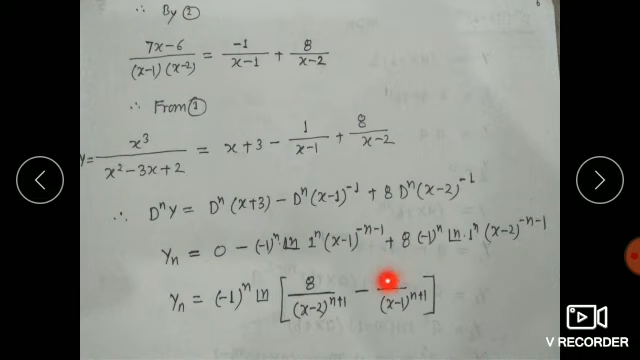 ∴ By ②
6
7x-6/(x-1)(x-2) = -1/x-1 + 8/x-2
∴ From ①
Y = x³/x²-3x+2 = x+3 - 1/x-1 + 8/x-2
∴ Dⁿy = Dⁿ(x+3) - Dⁿ(x-1)⁻¹ + 8 Dⁿ(x-2)⁻¹
Yₙ = 0 - (-1)ⁿ |n 1ⁿ (x-1)⁻ⁿ⁻¹ + 8 (-1)ⁿ |n . 1ⁿ (x-2)⁻ⁿ⁻¹
Yₙ = (-1)ⁿ |n [ 8/(x-2)ⁿ⁺¹ - /(x-1)ⁿ⁺¹ ]
V RECORDER